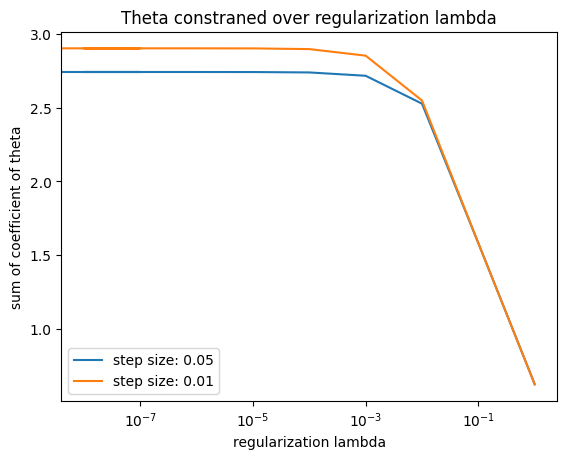 Theta constraned over regularization lambda
sum of coefficient of theta
3.0
2.5
2.0
1.5
1.0
step size: 0.05
step size: 0.01
10⁻⁷
10⁻⁵
10⁻³
10⁻¹
regularization lambda